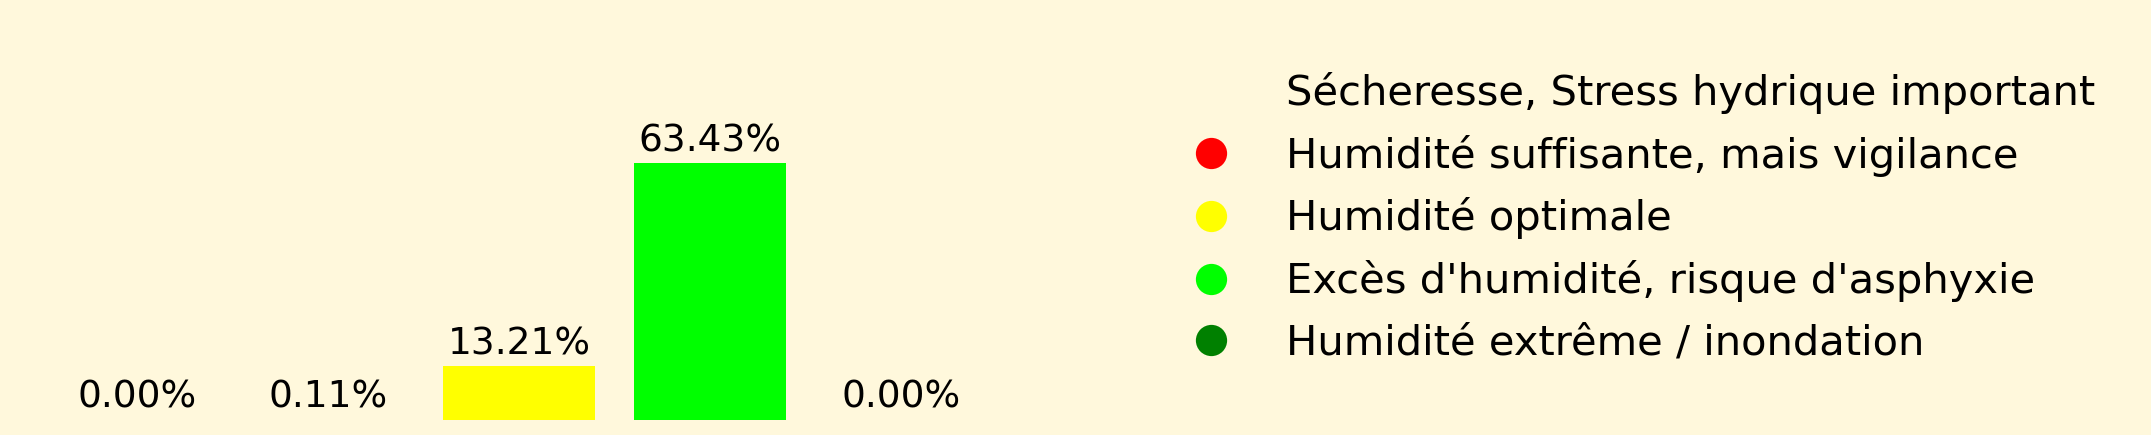 63.43%
13.21%
0.00%
0.11%
0.00%
Sécheresse, Stress hydrique important
Humidité suffisante, mais vigilance
Humidité optimale
Excès d'humidité, risque d'asphyxie
Humidité extrême / inondation